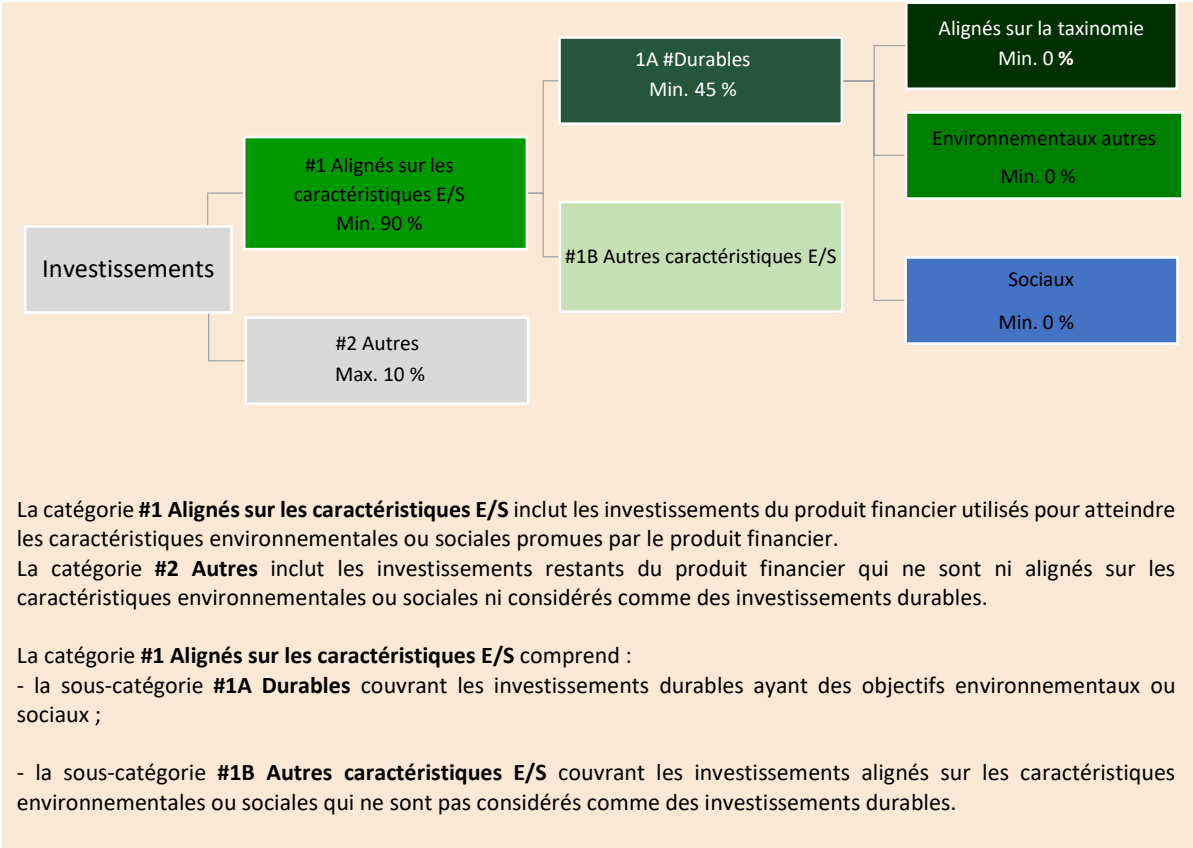 Alignés sur la taxinomie
Min. 0 %
1A #Durables
Min. 45 %
Environnementaux autres
Min. 0 %
#1 Alignés sur les
caractéristiques E/S
Min. 90 %
#1B Autres caractéristiques E/S
Investissements
Sociaux
Min. 0 %
#2 Autres
Max. 10 %
La catégorie #1 Alignés sur les caractéristiques E/S inclut les investissements du produit financier utilisés pour atteindre
les caractéristiques environnementales ou sociales promues par le produit financier.
La catégorie #2 Autres inclut les investissements restants du produit financier qui ne sont ni alignés sur les
caractéristiques environnementales ou sociales ni considérés comme des investissements durables.
La catégorie #1 Alignés sur les caractéristiques E/S comprend :
- la sous-catégorie #1A Durables couvrant les investissements durables ayant des objectifs environnementaux ou
sociaux ;
- la sous-catégorie #1B Autres caractéristiques E/S couvrant les investissements alignés sur les caractéristiques
environnementales ou sociales qui ne sont pas considérés comme des investissements durables.